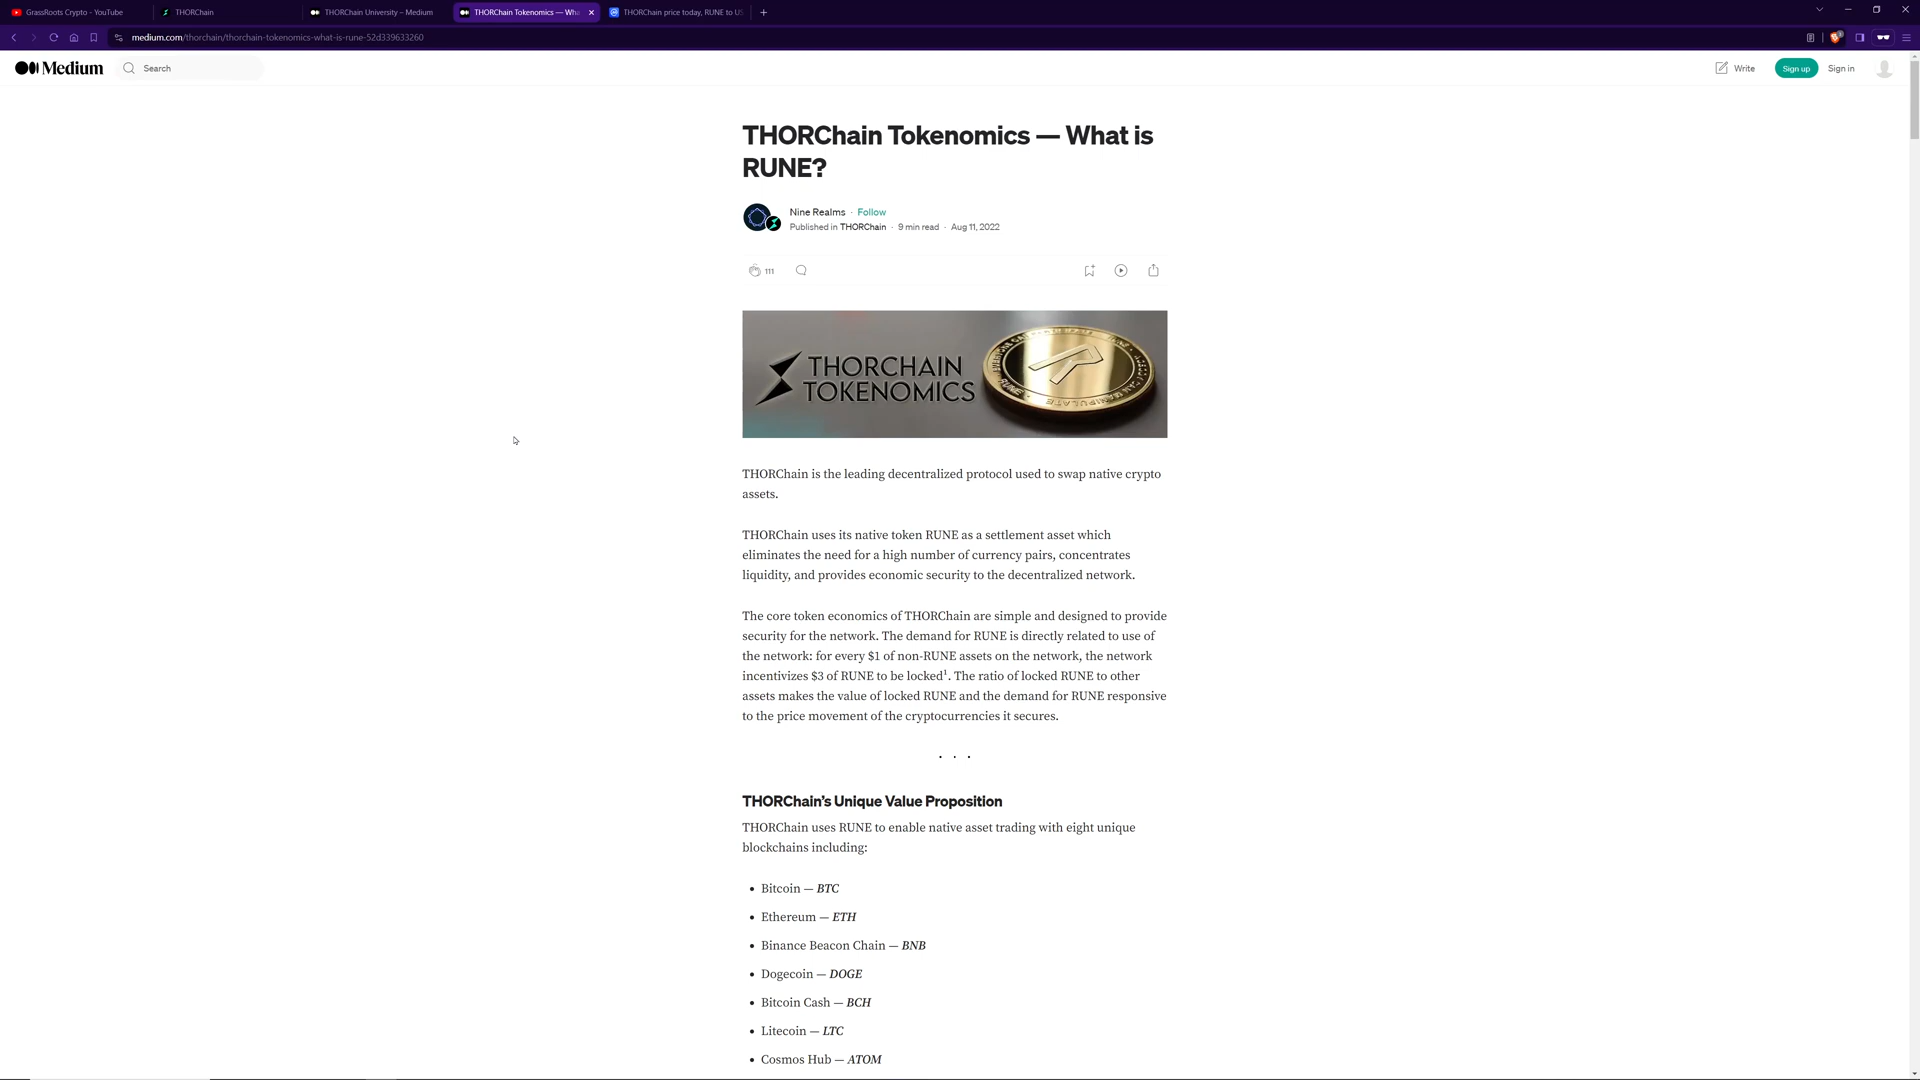 GrassRoots Crypto - YouTube
THORChain
THORChain University – Medium
THORChain Tokenomics — Wha
THORChain price today, RUNE to US
medium.com/thorchain/thorchain-tokenomics-what-is-rune-52d339633260
Medium
Search
Write
Sign up
Sign in
THORChain Tokenomics — What is
RUNE?
Nine Realms · Follow
Published in THORChain · 9 min read · Aug 11, 2022
111
THORCHAIN
TOKENOMICS
THORChain is the leading decentralized protocol used to swap native crypto
assets.
THORChain uses its native token RUNE as a settlement asset which
eliminates the need for a high number of currency pairs, concentrates
liquidity, and provides economic security to the decentralized network.
The core token economics of THORChain are simple and designed to provide
security for the network. The demand for RUNE is directly related to use of
the network: for every $1 of non-RUNE assets on the network, the network
incentivizes $3 of RUNE to be locked¹. The ratio of locked RUNE to other
assets makes the value of locked RUNE and the demand for RUNE responsive
to the price movement of the cryptocurrencies it secures.
. . .
THORChain’s Unique Value Proposition
THORChain uses RUNE to enable native asset trading with eight unique
blockchains including:
• Bitcoin — BTC
• Ethereum — ETH
• Binance Beacon Chain — BNB
• Dogecoin — DOGE
• Bitcoin Cash — BCH
• Litecoin — LTC
• Cosmos Hub — ATOM